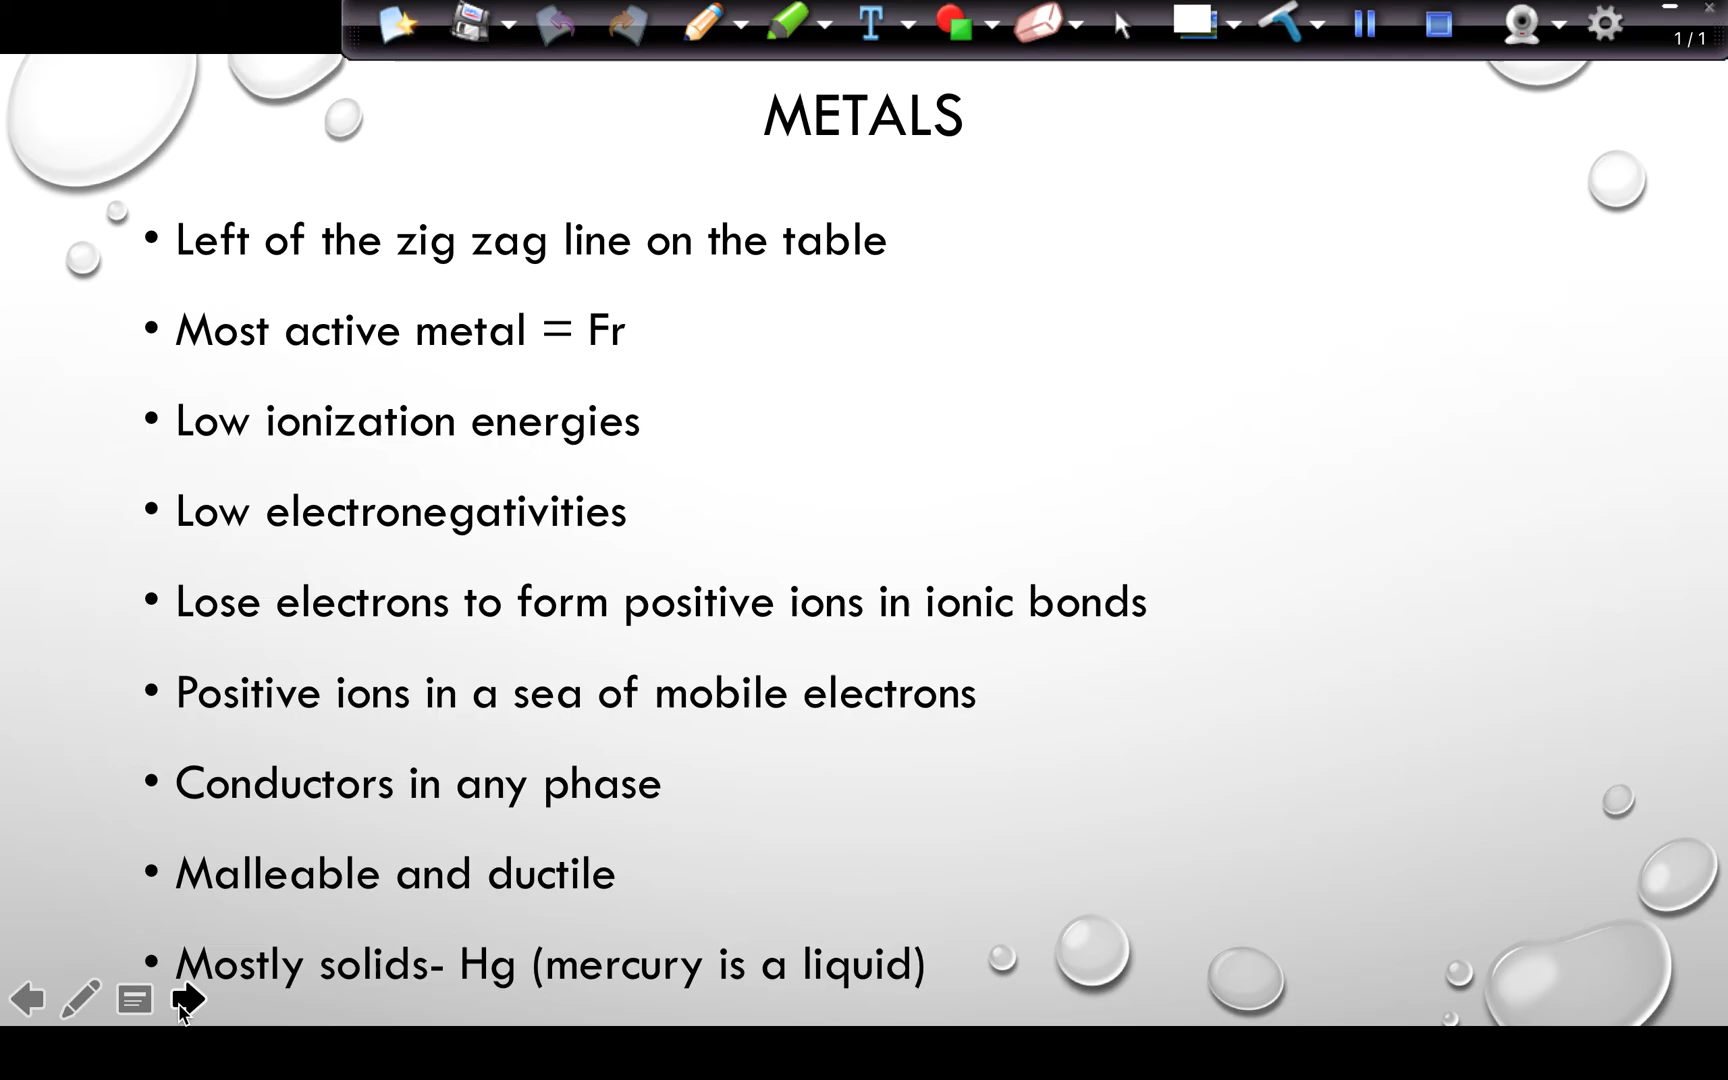 1 / 1
METALS
• Left of the zig zag line on the table
• Most active metal = Fr
• Low ionization energies
• Low electronegativities
• Lose electrons to form positive ions in ionic bonds
• Positive ions in a sea of mobile electrons
• Conductors in any phase
• Malleable and ductile
• Mostly solids- Hg (mercury is a liquid)